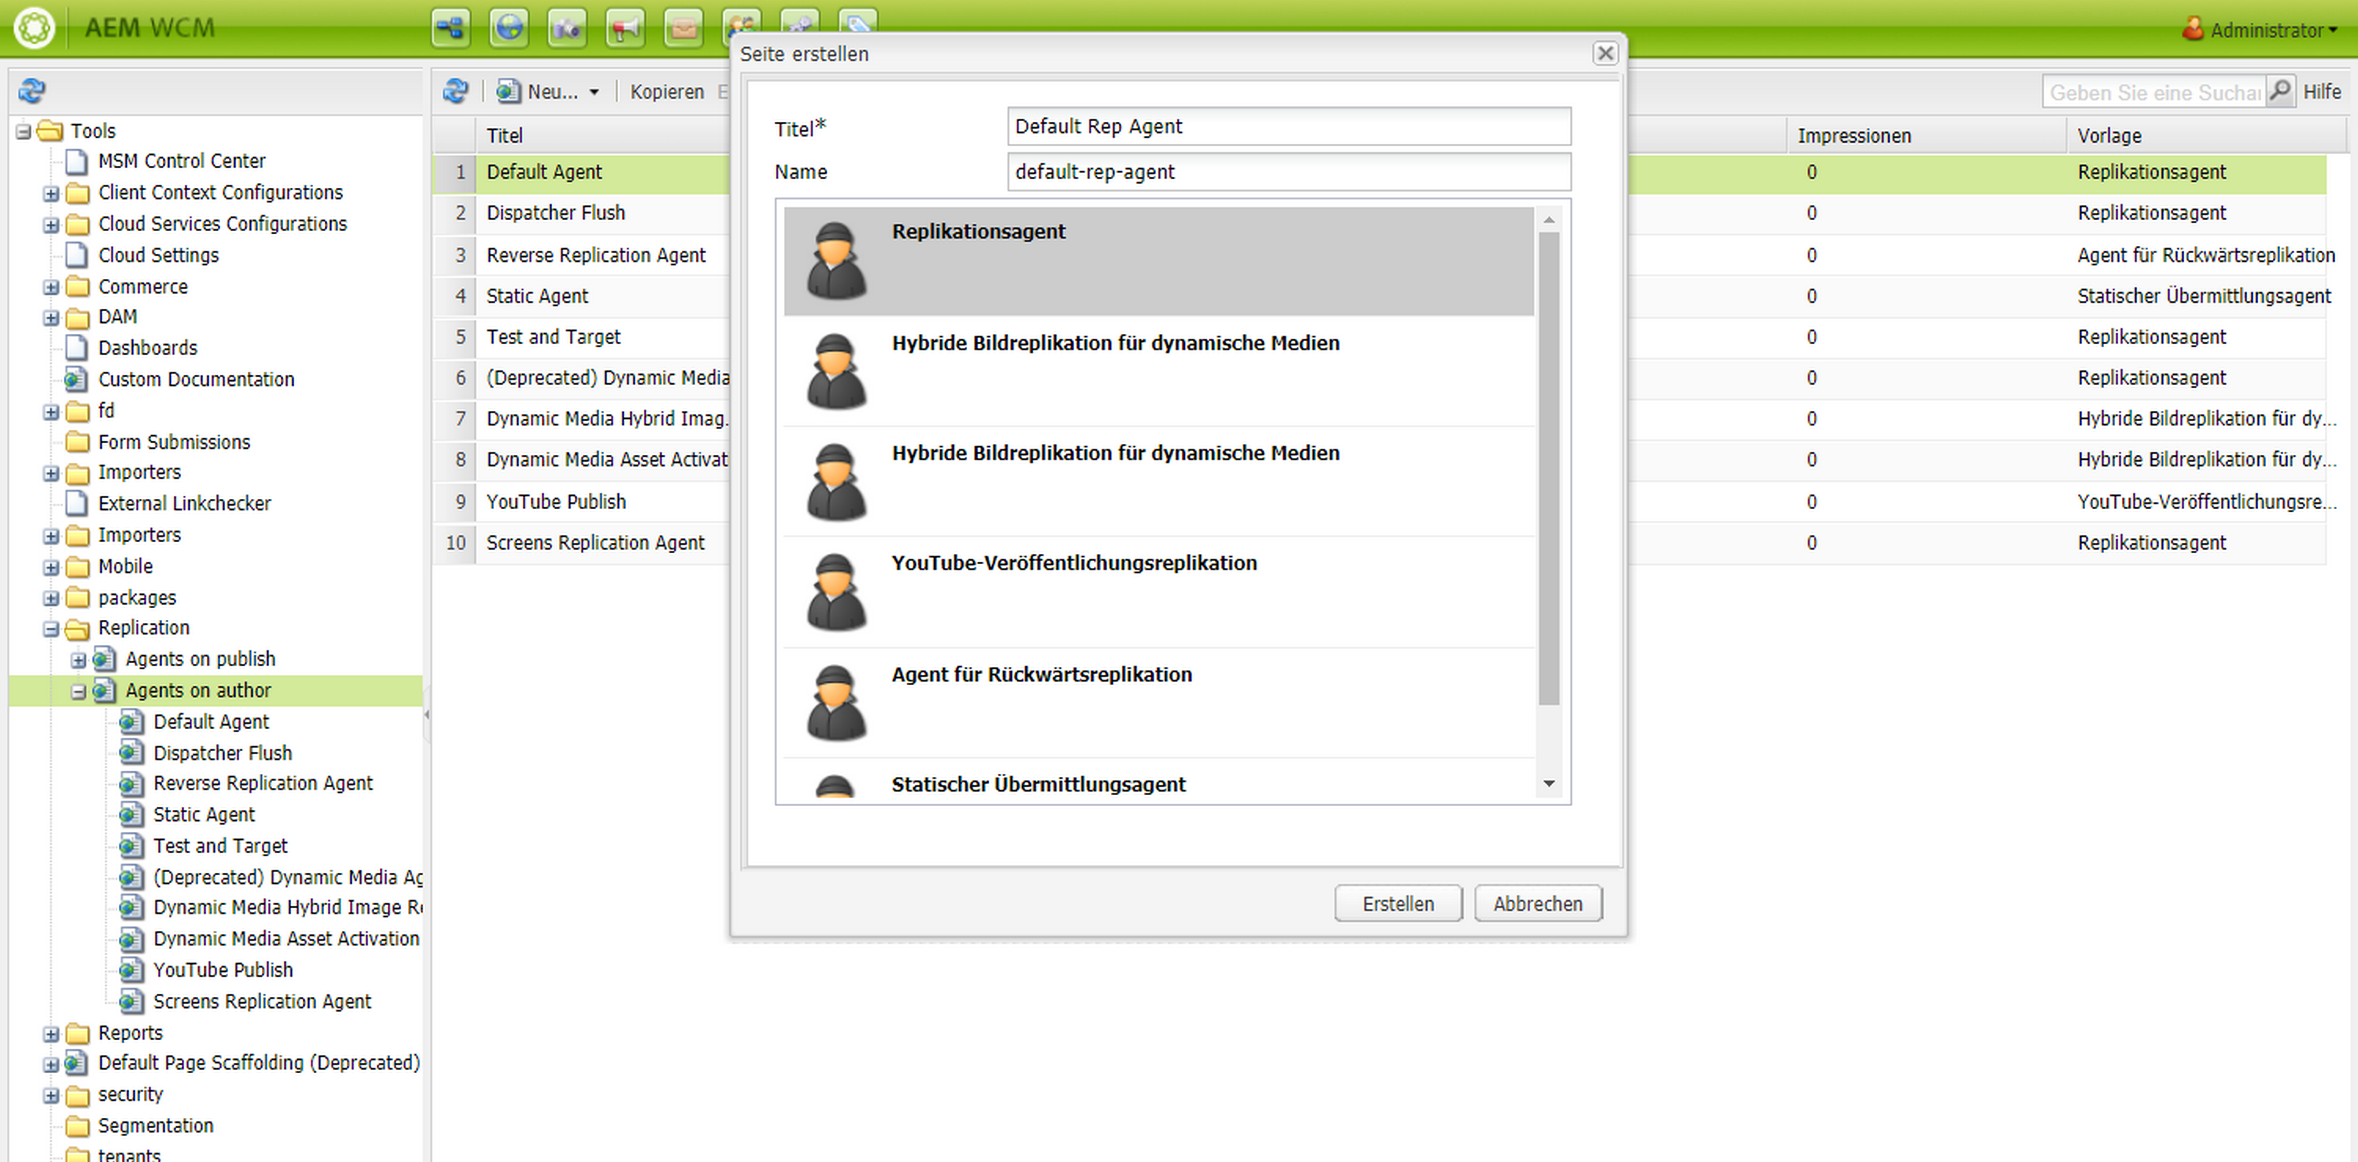 AEM WCM
Administrator
Neu...
Kopieren
Geben Sie eine Suchai
Hilfe
Tools
MSM Control Center
Client Context Configurations
Cloud Services Configurations
Cloud Settings
Commerce
DAM
Dashboards
Custom Documentation
fd
Form Submissions
Importers
External Linkchecker
Importers
Mobile
packages
Replication
Agents on publish
Agents on author
Default Agent
Dispatcher Flush
Reverse Replication Agent
Static Agent
Test and Target
(Deprecated) Dynamic Media Ag
Dynamic Media Hybrid Image Re
Dynamic Media Asset Activation
YouTube Publish
Screens Replication Agent
Reports
Default Page Scaffolding (Deprecated)
security
Segmentation
tenants
Titel
Impressionen
Vorlage
1 Default Agent 0 Replikationsagent
2 Dispatcher Flush 0 Replikationsagent
3 Reverse Replication Agent 0 Agent für Rückwärtsreplikation
4 Static Agent 0 Statischer Übermittlungsagent
5 Test and Target 0 Replikationsagent
6 (Deprecated) Dynamic Media 0 Replikationsagent
7 Dynamic Media Hybrid Imag. 0 Hybride Bildreplikation für dy...
8 Dynamic Media Asset Activat 0 Hybride Bildreplikation für dy...
9 YouTube Publish 0 YouTube-Veröffentlichungsre...
10 Screens Replication Agent 0 Replikationsagent
Seite erstellen
Titel* Default Rep Agent
Name default-rep-agent
Replikationsagent
Hybride Bildreplikation für dynamische Medien
Hybride Bildreplikation für dynamische Medien
YouTube-Veröffentlichungsreplikation
Agent für Rückwärtsreplikation
Statischer Übermittlungsagent
Erstellen
Abbrechen